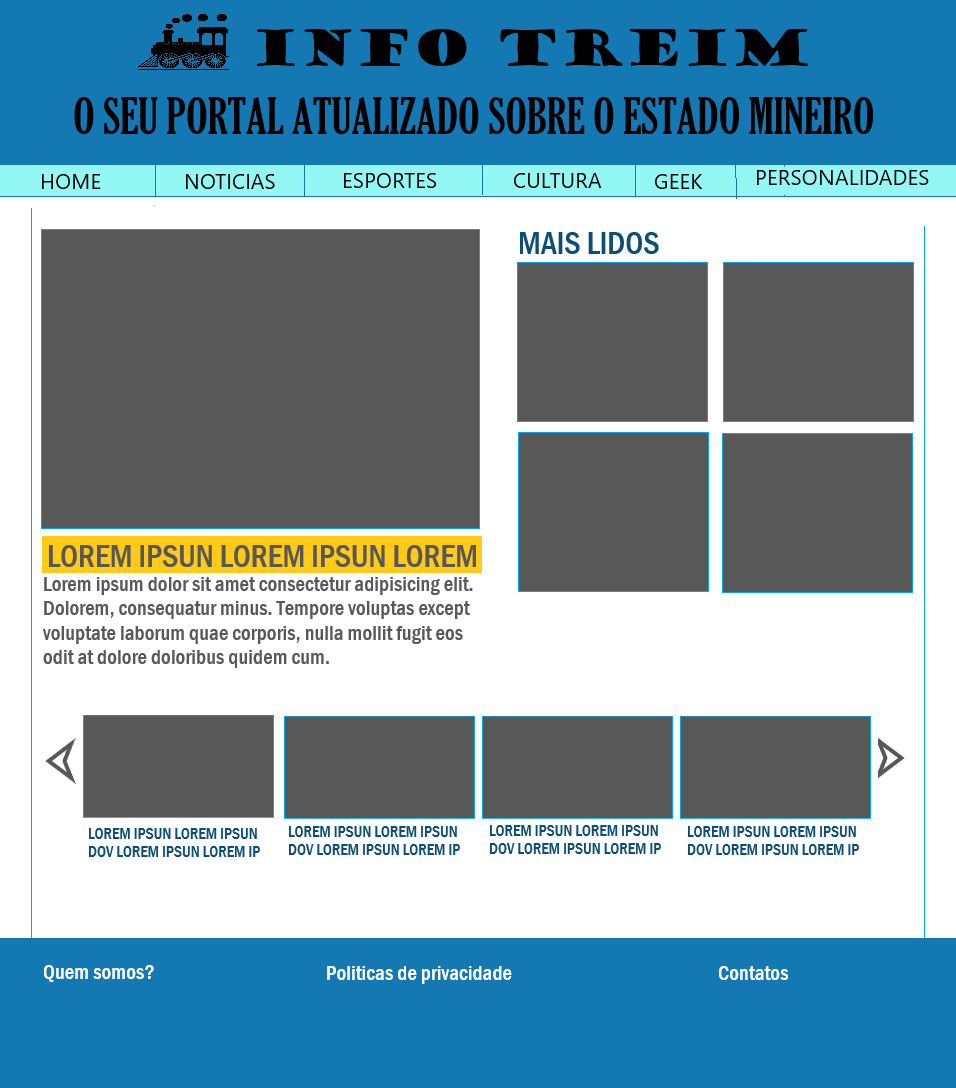 INFO TREIM
O SEU PORTAL ATUALIZADO SOBRE O ESTADO MINEIRO
HOME
NOTICIAS
ESPORTES
CULTURA
GEEK
PERSONALIDADES
MAIS LIDOS
LOREM IPSUN LOREM IPSUN LOREM
Lorem ipsum dolor sit amet consectetur adipisicing elit.
Dolorem, consequatur minus. Tempore voluptas except
voluptate laborum quae corporis, nulla mollit fugit eos
odit at dolore doloribus quidem cum.
LOREM IPSUN LOREM IPSUN
DOV LOREM IPSUN LOREM IP
LOREM IPSUN LOREM IPSUN
DOV LOREM IPSUN LOREM IP
LOREM IPSUN LOREM IPSUN
DOV LOREM IPSUN LOREM IP
LOREM IPSUN LOREM IPSUN
DOV LOREM IPSUN LOREM IP
Quem somos?
Politicas de privacidade
Contatos